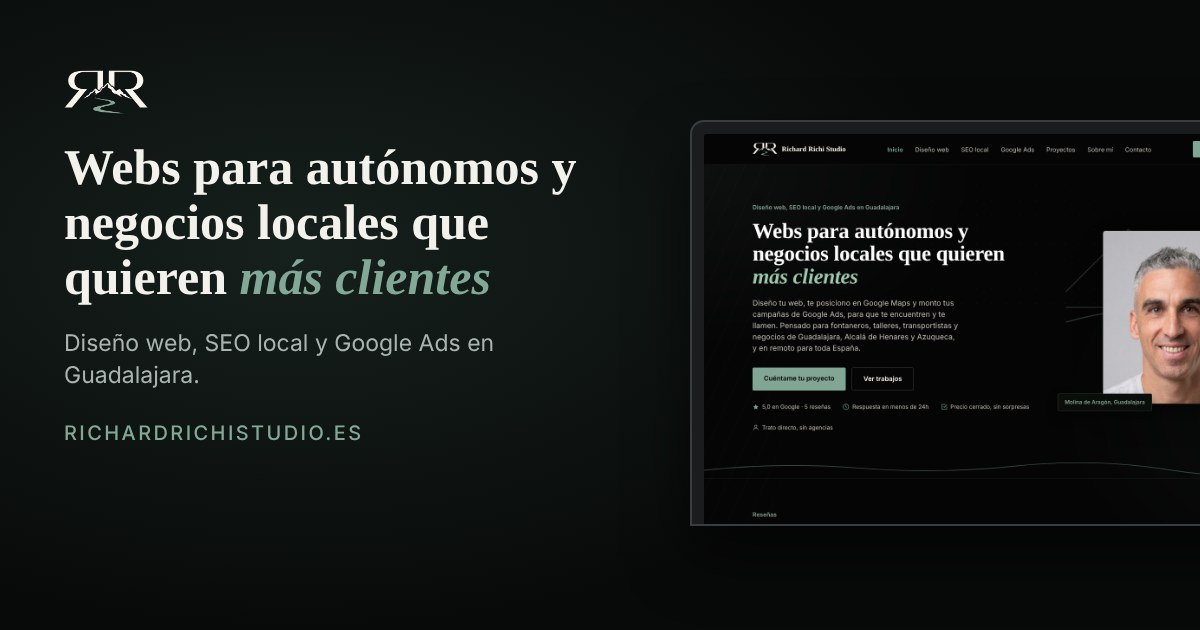 RR
Webs para autónomos y
negocios locales que
quieren más clientes
Diseño web, SEO local y Google Ads en
Guadalajara.
RICHARDRICHISTUDIO.ES
RR Richard Richi Studio Inicio Diseño web SEO local Google Ads Proyectos Sobre mí Contacto
Diseño web, SEO local y Google Ads en Guadalajara
Webs para autónomos y
negocios locales que quieren
más clientes
Diseño tu web, te posiciono en Google Maps y monto tus
campañas de Google Ads, para que te encuentren y te
llamen. Pensado para fontaneros, talleres, transportistas y
negocios de Guadalajara, Alcalá de Henares y Azuqueca,
y en remoto para toda España.
Cuéntame tu proyecto Ver trabajos
5,0 en Google · 5 reseñas Respuesta en menos de 24h Precio cerrado, sin sorpresas
Trato directo, sin agencias
Molina de Aragón, Guadalajara
Reseñas